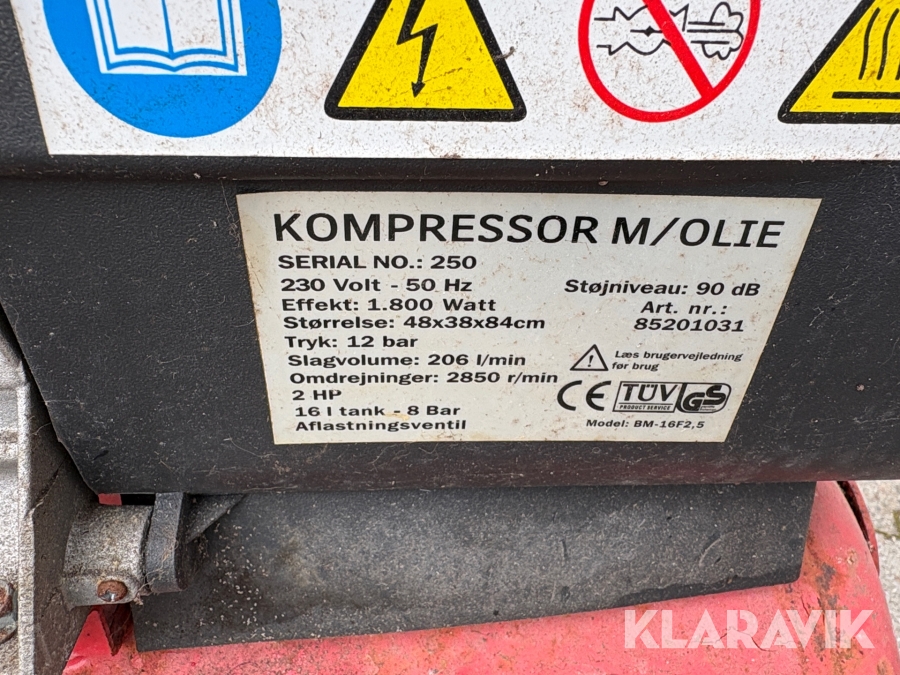 KOMPRESSOR M/OLIE
SERIAL NO.: 250
230 Volt - 50 Hz
Effekt: 1.800 Watt
Størrelse: 48x38x84cm
Tryk: 12 bar
Slagvolume: 206 l/min
Omdrejninger: 2850 r/min
2 HP
16 l tank - 8 Bar
Aflastningsventil
Støjniveau: 90 dB
Art. nr.:
85201031
Læs brugervejledning
før brug
CE TÜV GS
PRODUCT SERVICE
Model: BM-16F2,5
KLARAVIK